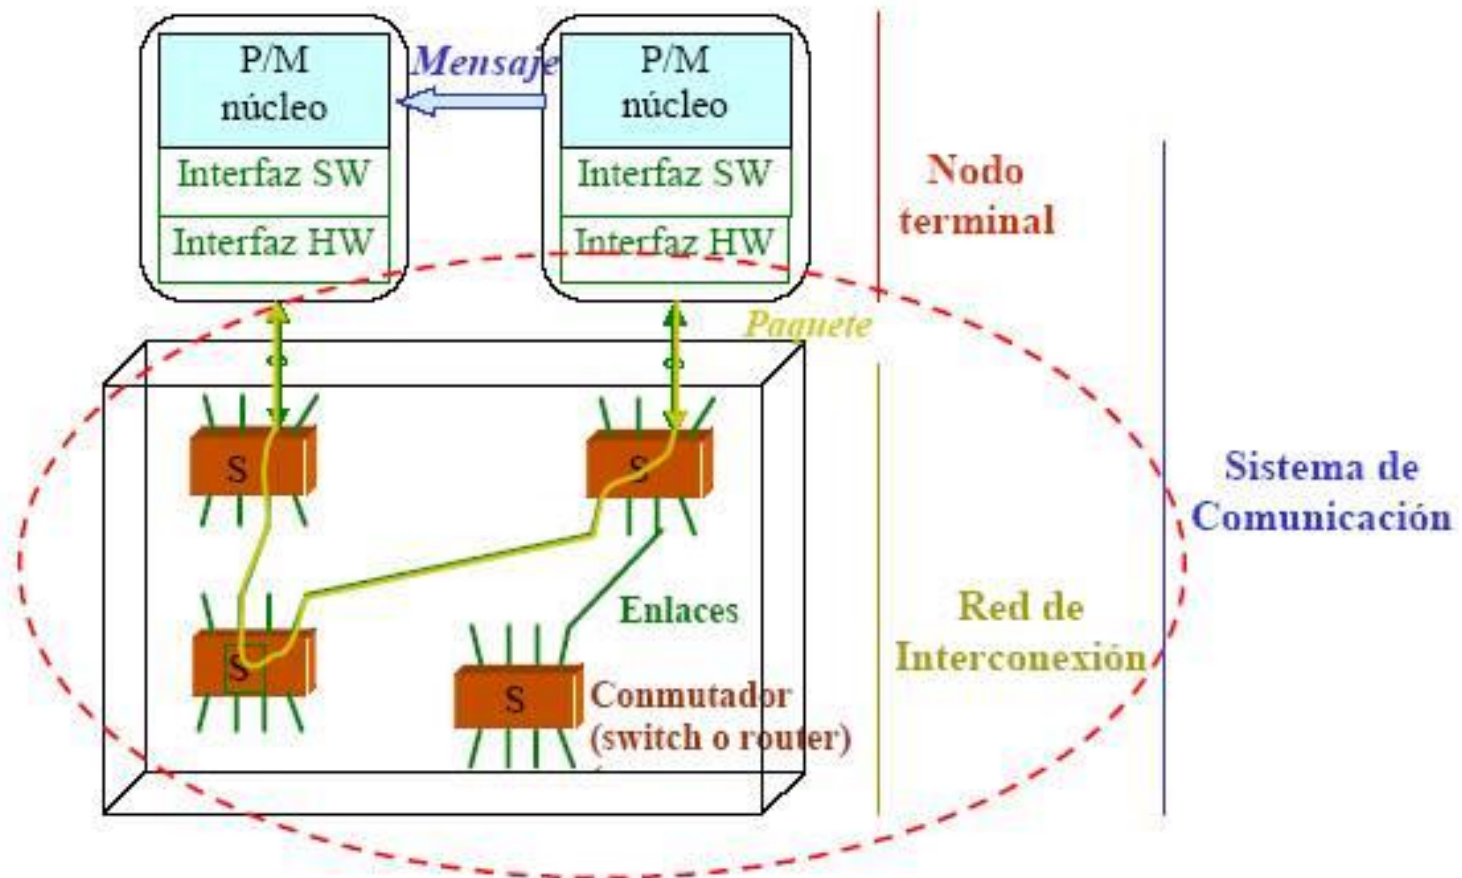 P/M
núcleo
Interfaz SW
Interfaz HW
Mensaje
P/M
núcleo
Interfaz SW
Interfaz HW
Nodo
terminal
Paquete
S
S
S
S
Enlaces
Conmutador
(switch o router)
Red de
Interconexión
Sistema de
Comunicación